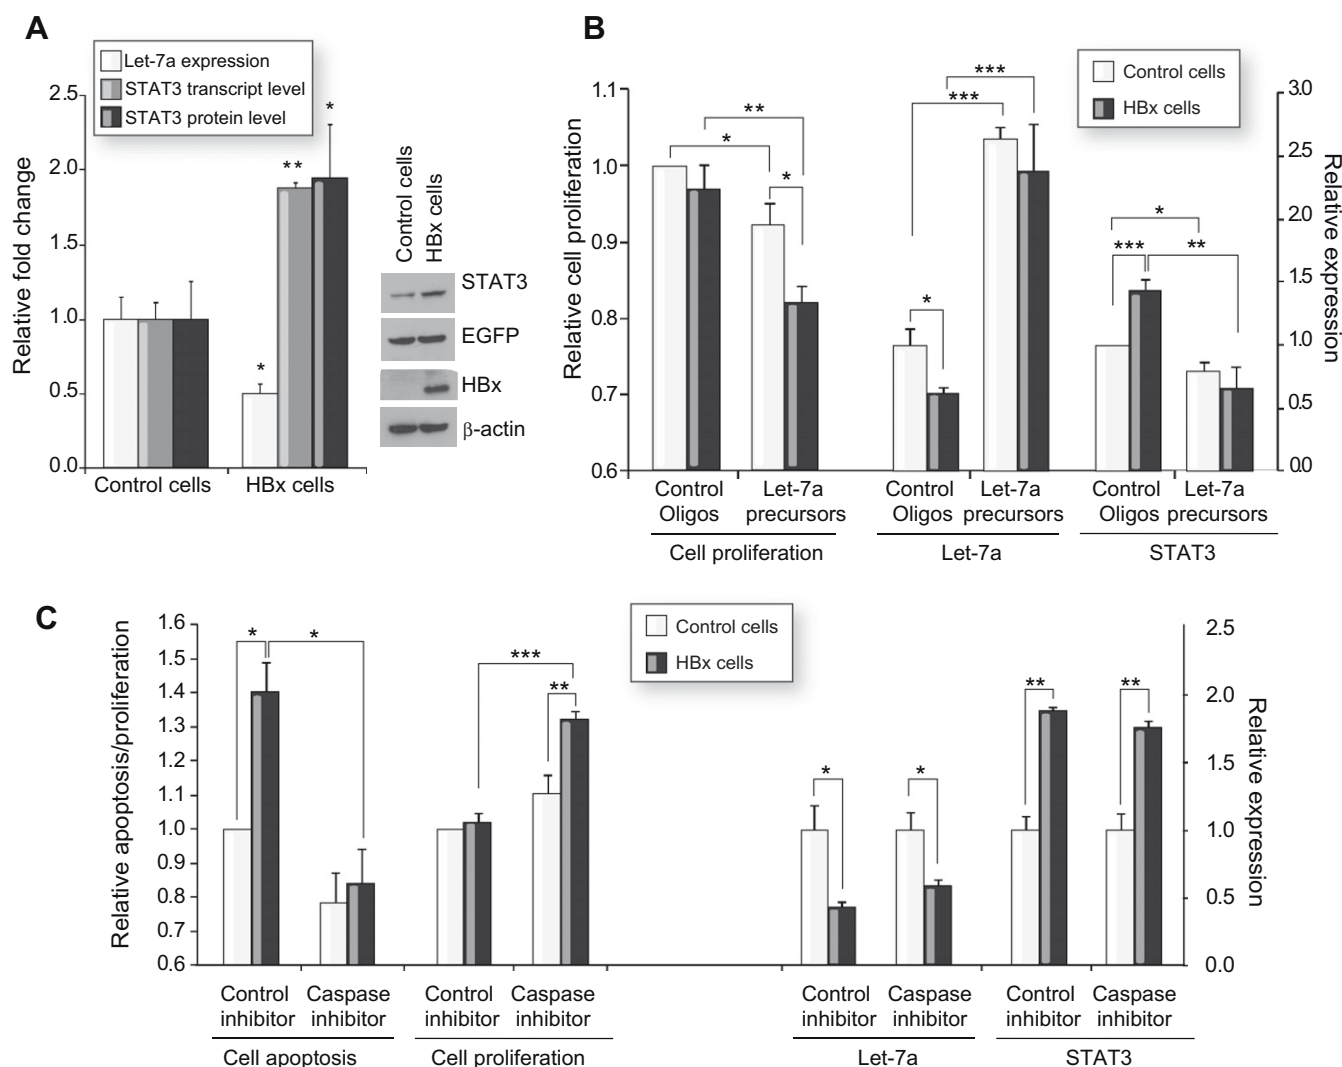 A
Let-7a expression
STAT3 transcript level
STAT3 protein level
Relative fold change
2.5
2.0
1.5
1.0
0.5
0.0
*
**
*
Control cells
HBx cells
Control cells
HBx cells
STAT3
EGFP
HBx
β-actin
B
Control cells
HBx cells
Relative cell proliferation
1.1
1.0
0.9
0.8
0.7
0.6
**
*
*
***
***
*
*
***
**
3.0
2.5
2.0
1.5
1.0
0.5
0.0
Relative expression
Control Oligos
Let-7a precursors
Control Oligos
Let-7a precursors
Control Oligos
Let-7a precursors
Cell proliferation
Let-7a
STAT3
C
Control cells
HBx cells
Relative apoptosis/proliferation
1.6
1.5
1.4
1.3
1.2
1.1
1.0
0.9
0.8
0.7
0.6
*
*
***
**
*
*
**
**
2.5
2.0
1.5
1.0
0.5
0.0
Relative expression
Control inhibitor
Caspase inhibitor
Control inhibitor
Caspase inhibitor
Control inhibitor
Caspase inhibitor
Control inhibitor
Caspase inhibitor
Cell apoptosis
Cell proliferation
Let-7a
STAT3